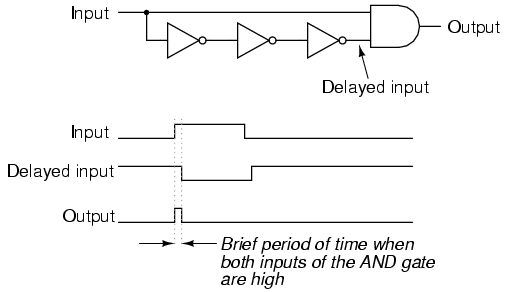 Input
Output
Delayed input
Input
Delayed input
Output
Brief period of time when
both inputs of the AND gate
are high